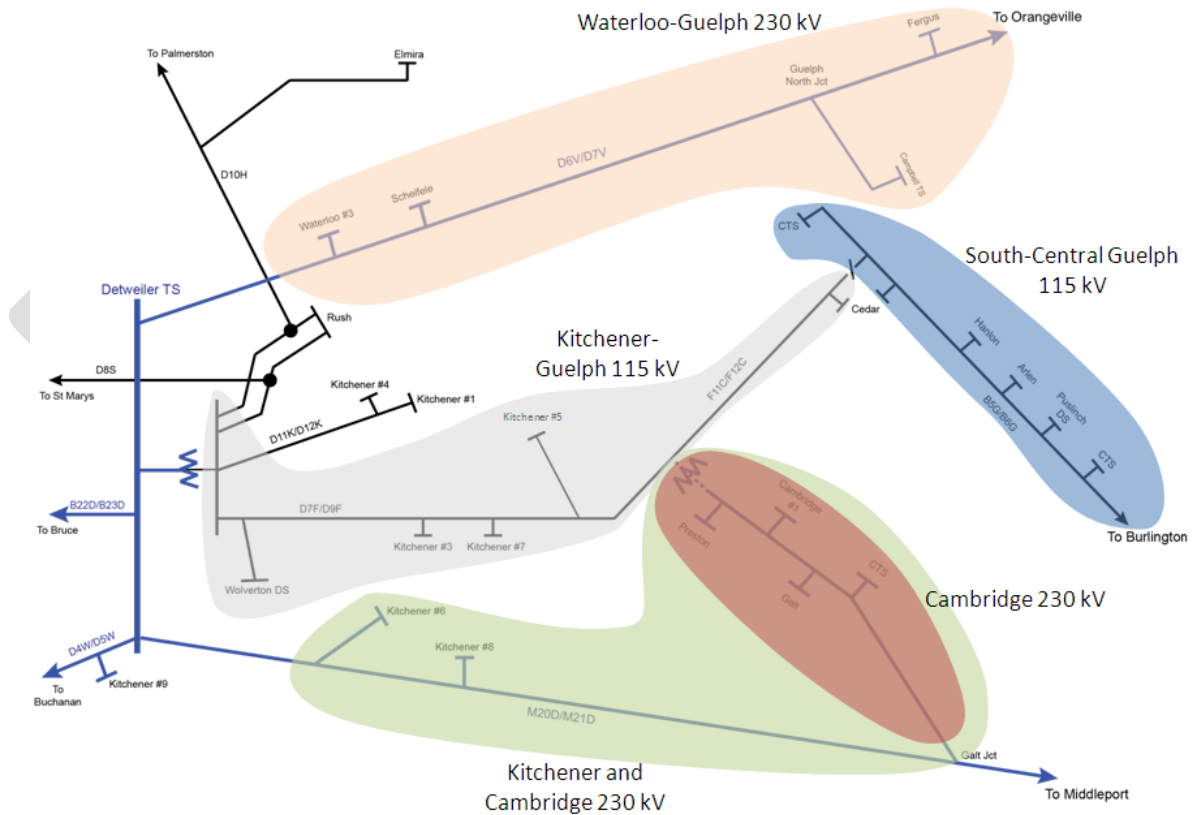 Waterloo-Guelph 230 kV
Fergus
To Orangeville
To Palmerston
Elmira
Guelph
North Jct
D10H
D6V/D7V
Campbell TS
Scheifele
Waterloo #3
CTS
South-Central Guelph
115 kV
Detweiler TS
Rush
Cedar
Kitchener-
Guelph 115 kV
Hanlon
D8S
To St Marys
Kitchener #4
Kitchener #1
F11C/F12C
Arlen
Puslinch
DS
B5G/B6G
Kitchener #5
D11K/D12K
CTS
B22D/B23D
To Bruce
D7F/D9F
Cambridge
#1
Preston
To Burlington
Kitchener #3
Kitchener #7
CTS
Wolverton DS
Galt
Cambridge 230 kV
Kitchener #6
D4W/D5W
Kitchener #8
To
Buchanan
Kitchener #9
M20D/M21D
Galt Jct
Kitchener and
Cambridge 230 kV
To Middleport